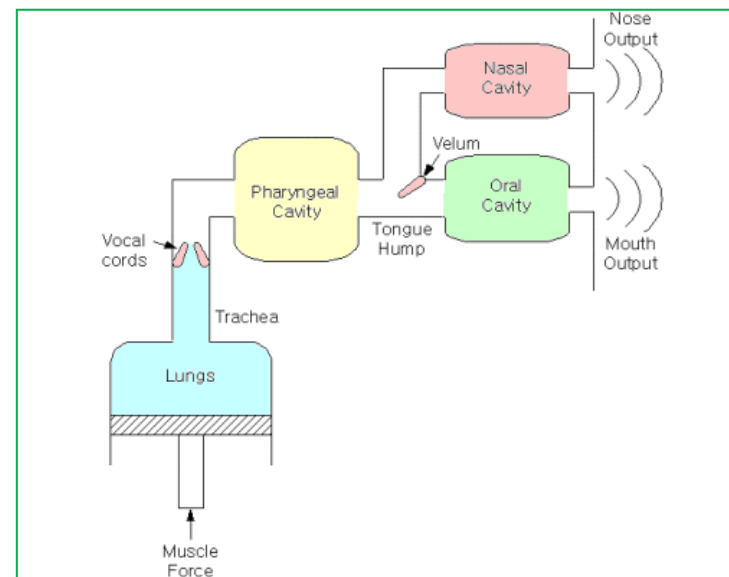 Nose
Output
Nasal
Cavity
Velum
Pharyngeal
Cavity
Oral
Cavity
Tongue
Hump
Mouth
Output
Vocal
cords
Trachea
Lungs
Muscle
Force